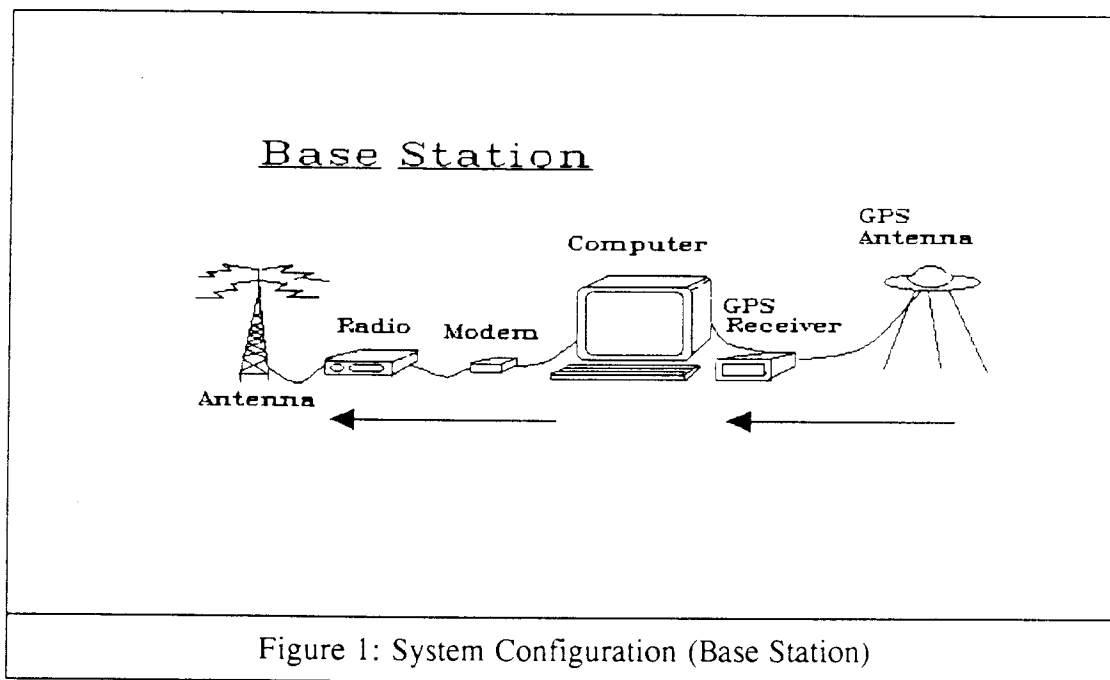 Base Station
GPS
Antenna
Computer
GPS
Receiver
Radio
Modem
Antenna
Figure 1: System Configuration (Base Station)